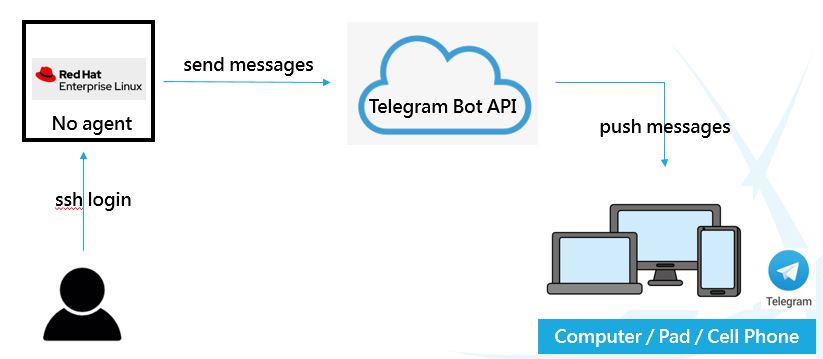 Red Hat
Enterprise Linux
No agent
send messages
Telegram Bot API
push messages
ssh login
Telegram
Computer / Pad / Cell Phone